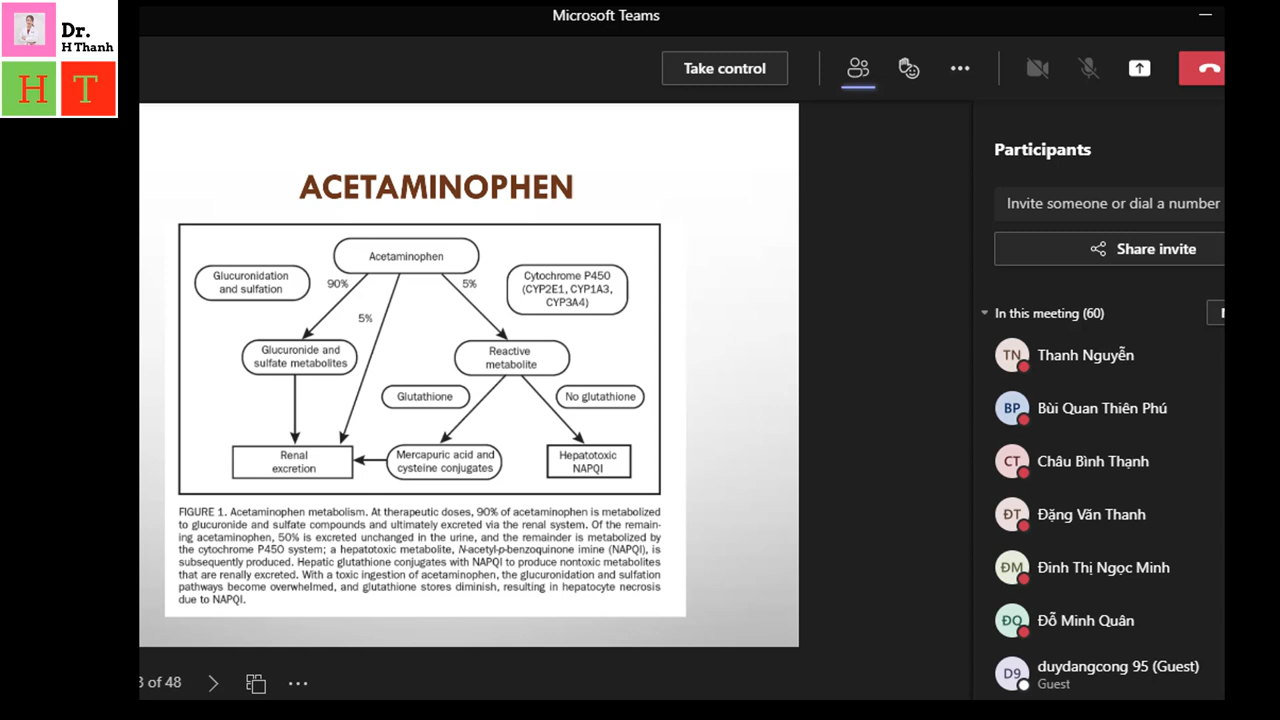 Dr.
H Thanh
H T
Microsoft Teams
Take control
ACETAMINOPHEN
Acetaminophen
Glucuronidation
and sulfation
90%
5%
5%
Cytochrome P450
(CYP2E1, CYP1A3,
CYP3A4)
Glucuronide and
sulfate metabolites
Reactive
metabolite
Glutathione
No glutathione
Renal
excretion
Mercapuric acid and
cysteine conjugates
Hepatotoxic
NAPQI
FIGURE 1. Acetaminophen metabolism. At therapeutic doses, 90% of acetaminophen is metabolized
to glucuronide and sulfate compounds and ultimately excreted via the renal system. Of the remain-
ing acetaminophen, 50% is excreted unchanged in the urine, and the remainder is metabolized by
the cytochrome P450 system; a hepatotoxic metabolite, N-acetyl-p-benzoquinone imine (NAPQI), is
subsequently produced. Hepatic glutathione conjugates with NAPQI to produce nontoxic metabolites
that are renally excreted. With a toxic ingestion of acetaminophen, the glucuronidation and sulfation
pathways become overwhelmed, and glutathione stores diminish, resulting in hepatocyte necrosis
due to NAPQI.
3 of 48
Participants
Invite someone or dial a number
Share invite
In this meeting (60)
TN Thanh Nguyễn
BP Bùi Quan Thiên Phú
CT Châu Bình Thạnh
ĐT Đặng Văn Thanh
ĐM Đinh Thị Ngọc Minh
ĐQ Đỗ Minh Quân
D9 duydangcong 95 (Guest)
Guest